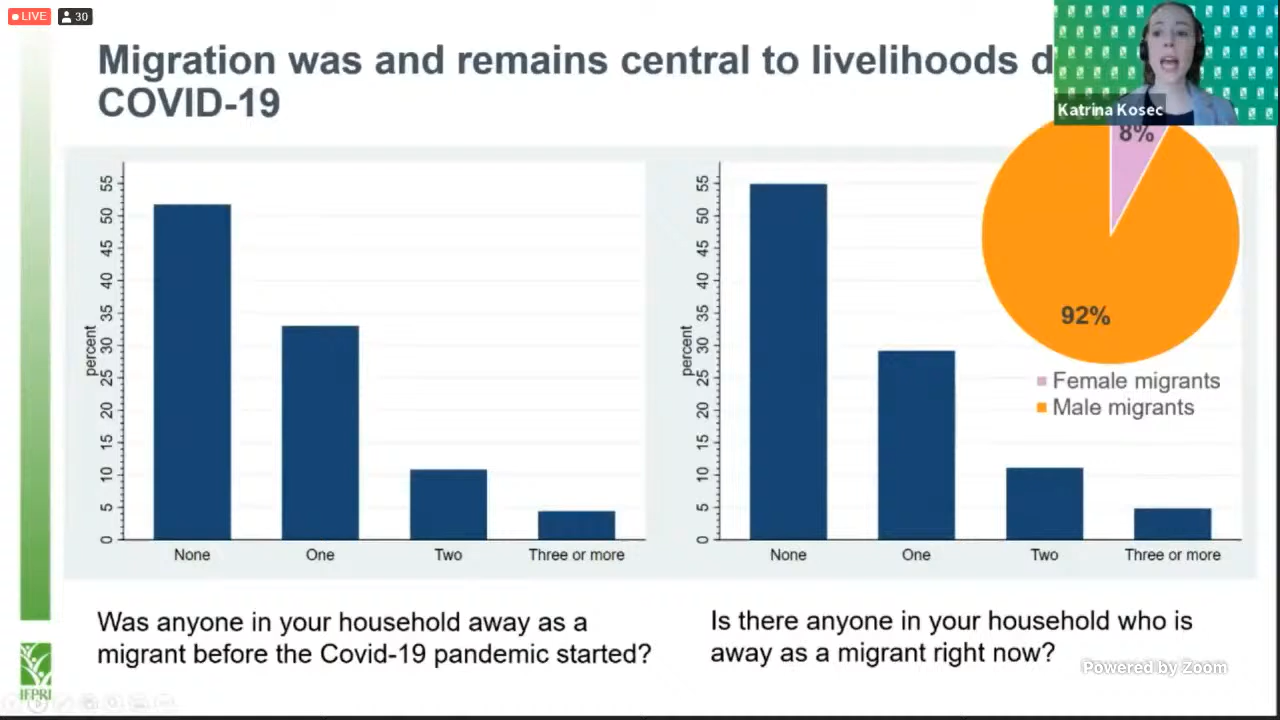 LIVE 30
Migration was and remains central to livelihoods d
COVID-19
Katrina Kosec
8%
92%
Female migrants
Male migrants
percent
55
50
45
40
35
30
25
20
15
10
5
0
None One Two Three or more
percent
55
50
45
40
35
30
25
20
15
10
5
0
None One Two Three or more
Was anyone in your household away as a
migrant before the Covid-19 pandemic started?
Is there anyone in your household who is
away as a migrant right now?
Powered by Zoom
IFPRI